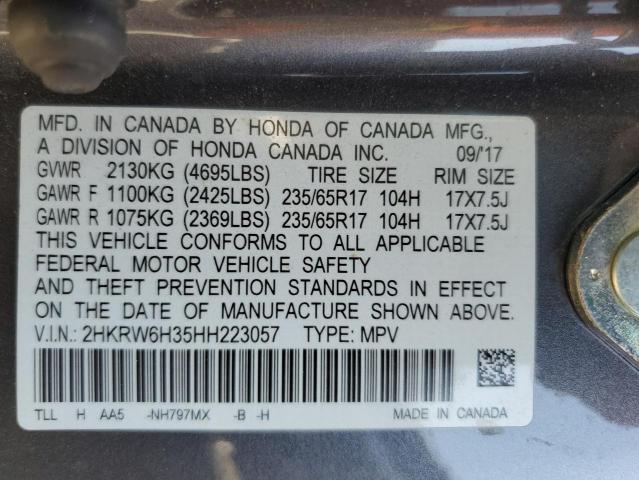 MFD. IN CANADA BY HONDA OF CANADA MFG.,
A DIVISION OF HONDA CANADA INC. 09/'17
GVWR 2130KG (4695LBS) TIRE SIZE RIM SIZE
GAWR F 1100KG (2425LBS) 235/65R17 104H 17X7.5J
GAWR R 1075KG (2369LBS) 235/65R17 104H 17X7.5J
THIS VEHICLE CONFORMS TO ALL APPLICABLE
FEDERAL MOTOR VEHICLE SAFETY
AND THEFT PREVENTION STANDARDS IN EFFECT
ON THE DATE OF MANUFACTURE SHOWN ABOVE.
V.I.N.: 2HKRW6H35HH223057 TYPE: MPV
TLL H AA5 -NH797MX -B -H MADE IN CANADA